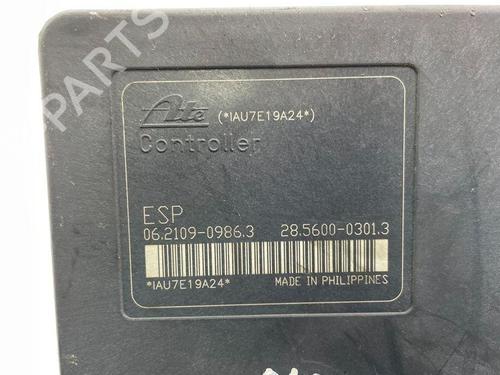 PARTS
Ate (*IAU7E19A24*)
Controller
ESP
06.2109-0986.3 28.5600-0301.3
*IAU7E19A24* MADE IN PHILIPPINES